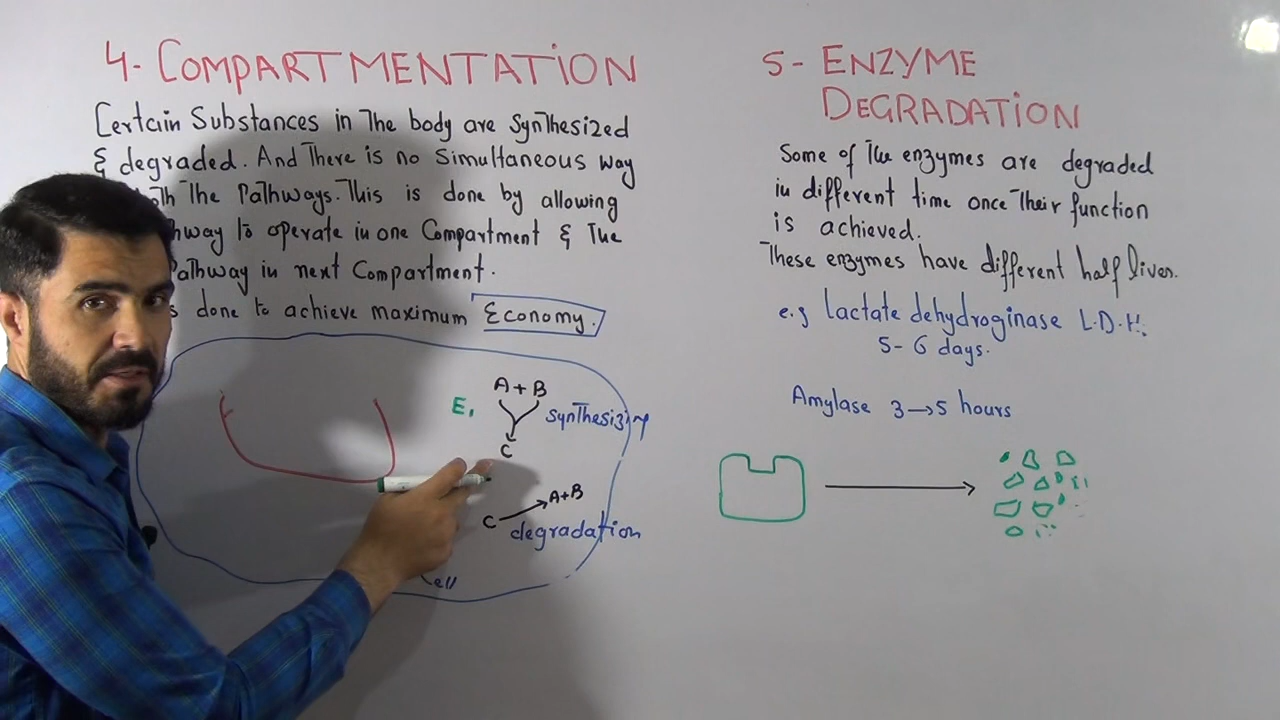 4- COMPARTMENTATION
Certain Substances in The body are Synthesized
& degraded. And There is no simultaneous way
The Pathways. This is done by allowing
to operate in one Compartment & The
Pathway in next Compartment.
done to achieve maximum Economy.
A + B
E1
Synthesizing
C
C → A+B
degradation
5- ENZYME
DEGRADATION
Some of The enzymes are degraded
in different time once Their function
is achieved.
These enzymes have different half lives.
e.g lactate dehydroginase L.D.H.
5-6 days.
Amylase 3→5 hours